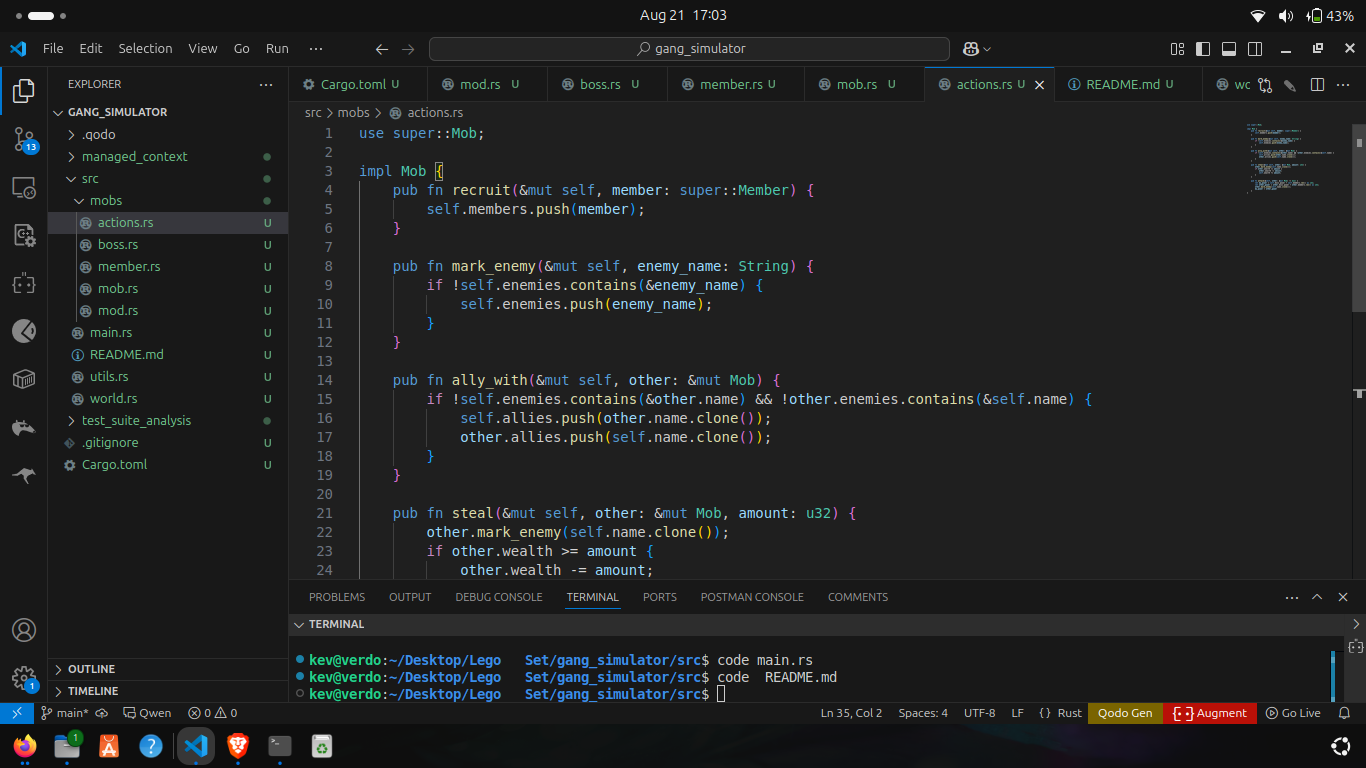 Aug 21 17:03
43%
File Edit Selection View Go Run ···
gang_simulator
EXPLORER
GANG_SIMULATOR
.qodo
managed_context
src
mobs
actions.rs U
boss.rs U
member.rs U
mob.rs U
mod.rs U
main.rs U
README.md U
utils.rs U
world.rs U
test_suite_analysis
.gitignore U
Cargo.toml U
OUTLINE
TIMELINE
13
1
Cargo.toml U mod.rs U boss.rs U member.rs U mob.rs U actions.rs U README.md U wc
src > mobs > actions.rs
1 use super::Mob;
2
3 impl Mob {
4 pub fn recruit(&mut self, member: super::Member) {
5 self.members.push(member);
6 }
7
8 pub fn mark_enemy(&mut self, enemy_name: String) {
9 if !self.enemies.contains(&enemy_name) {
10 self.enemies.push(enemy_name);
11 }
12 }
13
14 pub fn ally_with(&mut self, other: &mut Mob) {
15 if !self.enemies.contains(&other.name) && !other.enemies.contains(&self.name) {
16 self.allies.push(other.name.clone());
17 other.allies.push(self.name.clone());
18 }
19 }
20
21 pub fn steal(&mut self, other: &mut Mob, amount: u32) {
22 other.mark_enemy(self.name.clone());
23 if other.wealth >= amount {
24 other.wealth -= amount;
PROBLEMS OUTPUT DEBUG CONSOLE TERMINAL PORTS POSTMAN CONSOLE COMMENTS
TERMINAL
kev@verdo:~/Desktop/Lego Set/gang_simulator/src$ code main.rs
kev@verdo:~/Desktop/Lego Set/gang_simulator/src$ code README.md
kev@verdo:~/Desktop/Lego Set/gang_simulator/src$
main* Qwen 0 0 Ln 35, Col 2 Spaces: 4 UTF-8 LF {} Rust Qodo Gen Augment Go Live
1